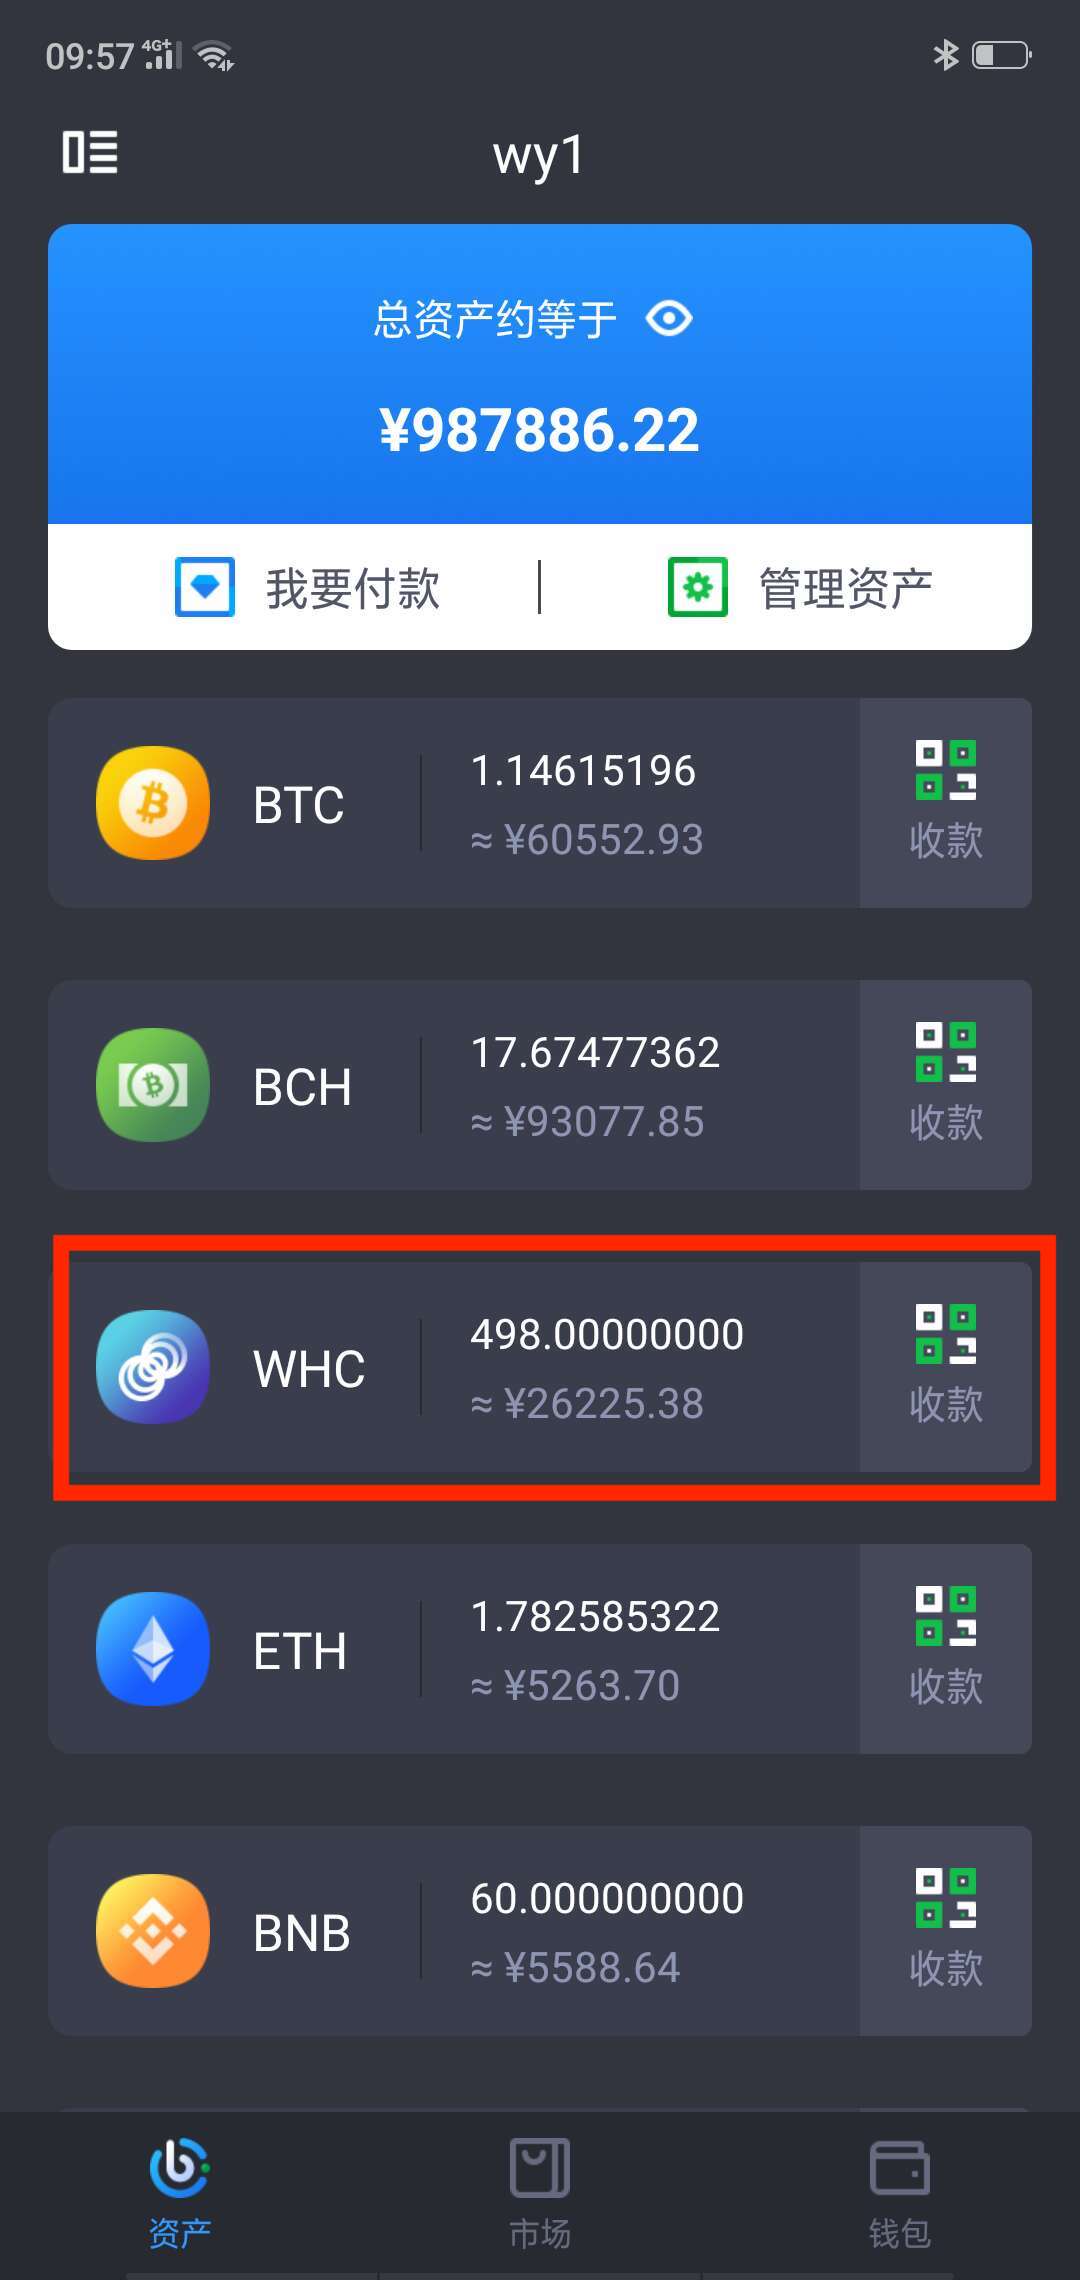 09:57 4G+
wy1
总资产约等于
¥987886.22
我要付款
管理资产
BTC
1.14615196
≈ ¥60552.93
收款
BCH
17.67477362
≈ ¥93077.85
收款
WHC
498.00000000
≈ ¥26225.38
收款
ETH
1.782585322
≈ ¥5263.70
收款
BNB
60.000000000
≈ ¥5588.64
收款
资产
市场
钱包